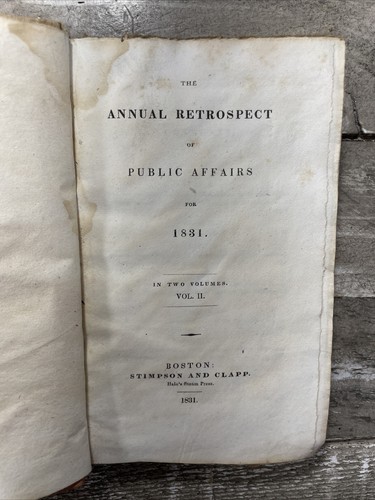 THE
ANNUAL RETROSPECT
OF
PUBLIC AFFAIRS
FOR
1831.
IN TWO VOLUMES.
VOL. II.
BOSTON:
STIMPSON AND CLAPP.
Hale's Steam Press.
1831.